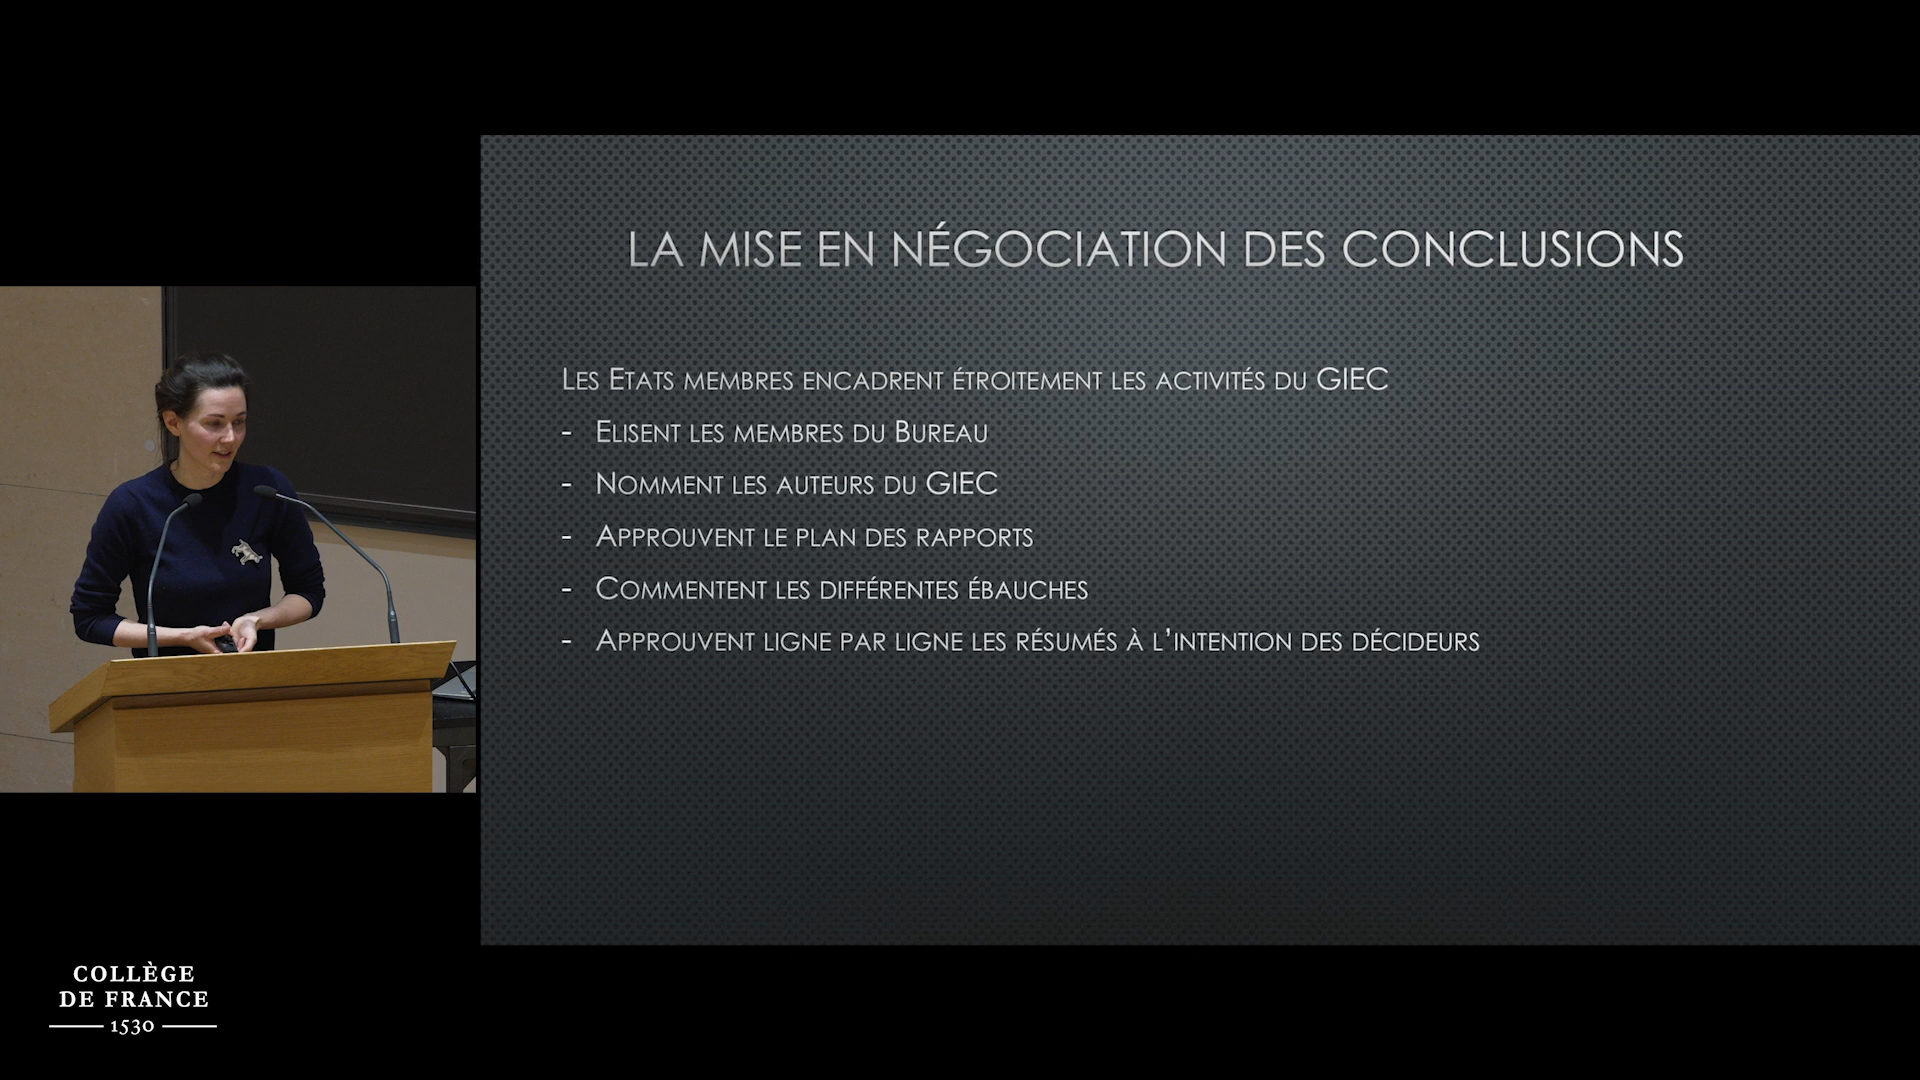 LA MISE EN NÉGOCIATION DES CONCLUSIONS
LES ETATS MEMBRES ENCADRENT ÉTROITEMENT LES ACTIVITÉS DU GIEC
- ELISENT LES MEMBRES DU BUREAU
- NOMMENT LES AUTEURS DU GIEC
- APPROUVENT LE PLAN DES RAPPORTS
- COMMENTENT LES DIFFÉRENTES ÉBAUCHES
- APPROUVENT LIGNE PAR LIGNE LES RÉSUMÉS À L'INTENTION DES DÉCIDEURS
COLLÈGE
DE FRANCE
1530